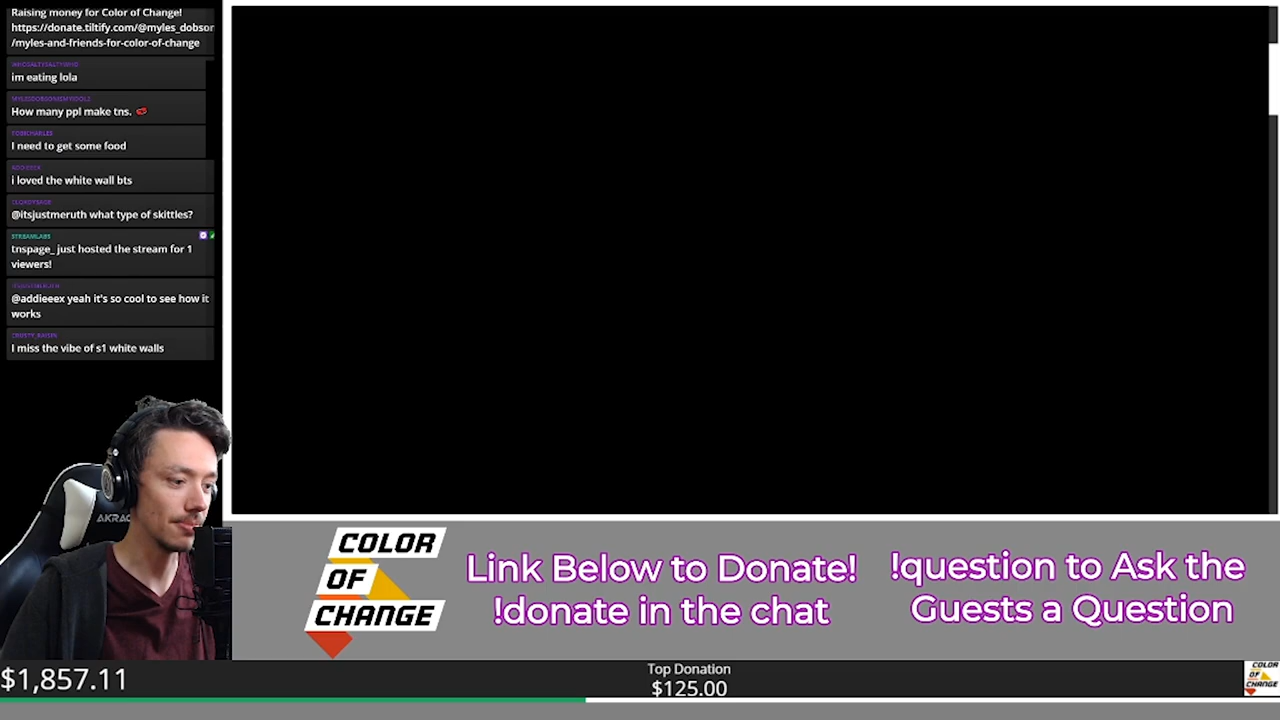 Raising money for Color of Change!
https://donate.tiltify.com/@myles_dobson
/myles-and-friends-for-color-of-change
im eating lola
How many ppl make tns.
I need to get some food
i loved the white wall bts
@itsjustmeruth what type of skittles?
STREAMLABS
tnspage_ just hosted the stream for 1
viewers!
ITSJUSTMERUTH
@addieeex yeah it's so cool to see how it
works
CRUSTY_RAISIN
I miss the vibe of s1 white walls
AKRAC
COLOR
OF
CHANGE
Link Below to Donate!
!donate in the chat
!question to Ask the
Guests a Question
$1,857.11
Top Donation
$125.00
COLOR
OF
CHANGE